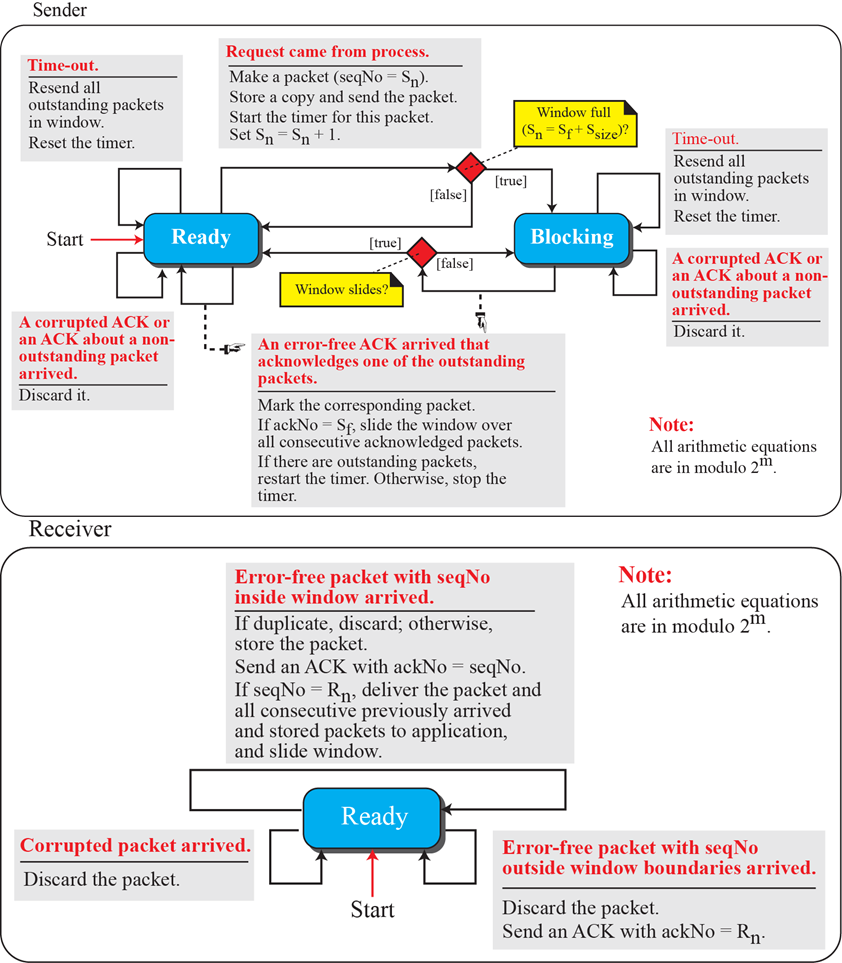 Sender
Time-out.
Resend all
outstanding packets
in window.
Reset the timer.
Request came from process.
Make a packet (seqNo = Sn).
Store a copy and send the packet.
Start the timer for this packet.
Set Sn = Sn + 1.
Window full
(Sn = Sf + Ssize)?
Time-out.
Resend all
outstanding packets
in window.
Reset the timer.
[false]
[true]
Start
Ready
Blocking
[true]
[false]
Window slides?
A corrupted ACK or
an ACK about a non-
outstanding packet
arrived.
Discard it.
A corrupted ACK or
an ACK about a non-
outstanding packet
arrived.
Discard it.
An error-free ACK arrived that
acknowledges one of the outstanding
packets.
Mark the corresponding packet.
If ackNo = Sf, slide the window over
all consecutive acknowledged packets.
If there are outstanding packets,
restart the timer. Otherwise, stop the
timer.
Note:
All arithmetic equations
are in modulo 2^m.
Receiver
Error-free packet with seqNo
inside window arrived.
If duplicate, discard; otherwise,
store the packet.
Send an ACK with ackNo = seqNo.
If seqNo = Rn, deliver the packet and
all consecutive previously arrived
and stored packets to application,
and slide window.
Note:
All arithmetic equations
are in modulo 2^m.
Ready
Corrupted packet arrived.
Discard the packet.
Start
Error-free packet with seqNo
outside window boundaries arrived.
Discard the packet.
Send an ACK with ackNo = Rn.